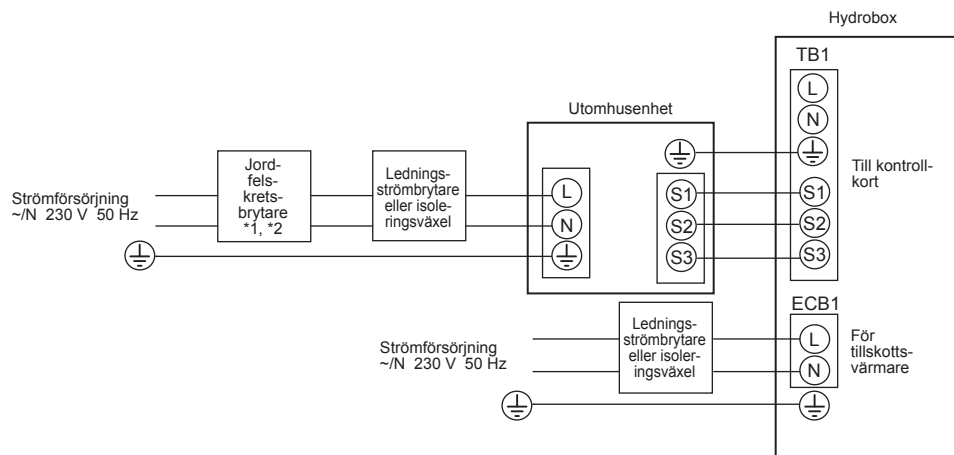 Hydrobox
TB1
L
N
Utomhusenhet
Jord-
fels-
krets-
brytare
*1, *2
Lednings-
strömbrytare
eller isole-
ringsväxel
Strömförsörjning
~/N 230 V 50 Hz
L
N
S1
S2
S3
S1
S2
S3
Till kontroll-
kort
ECB1
L
N
För
tillskotts-
värmare
Lednings-
strömbrytare
eller isoler-
ingsväxel
Strömförsörjning
~/N 230 V 50 Hz